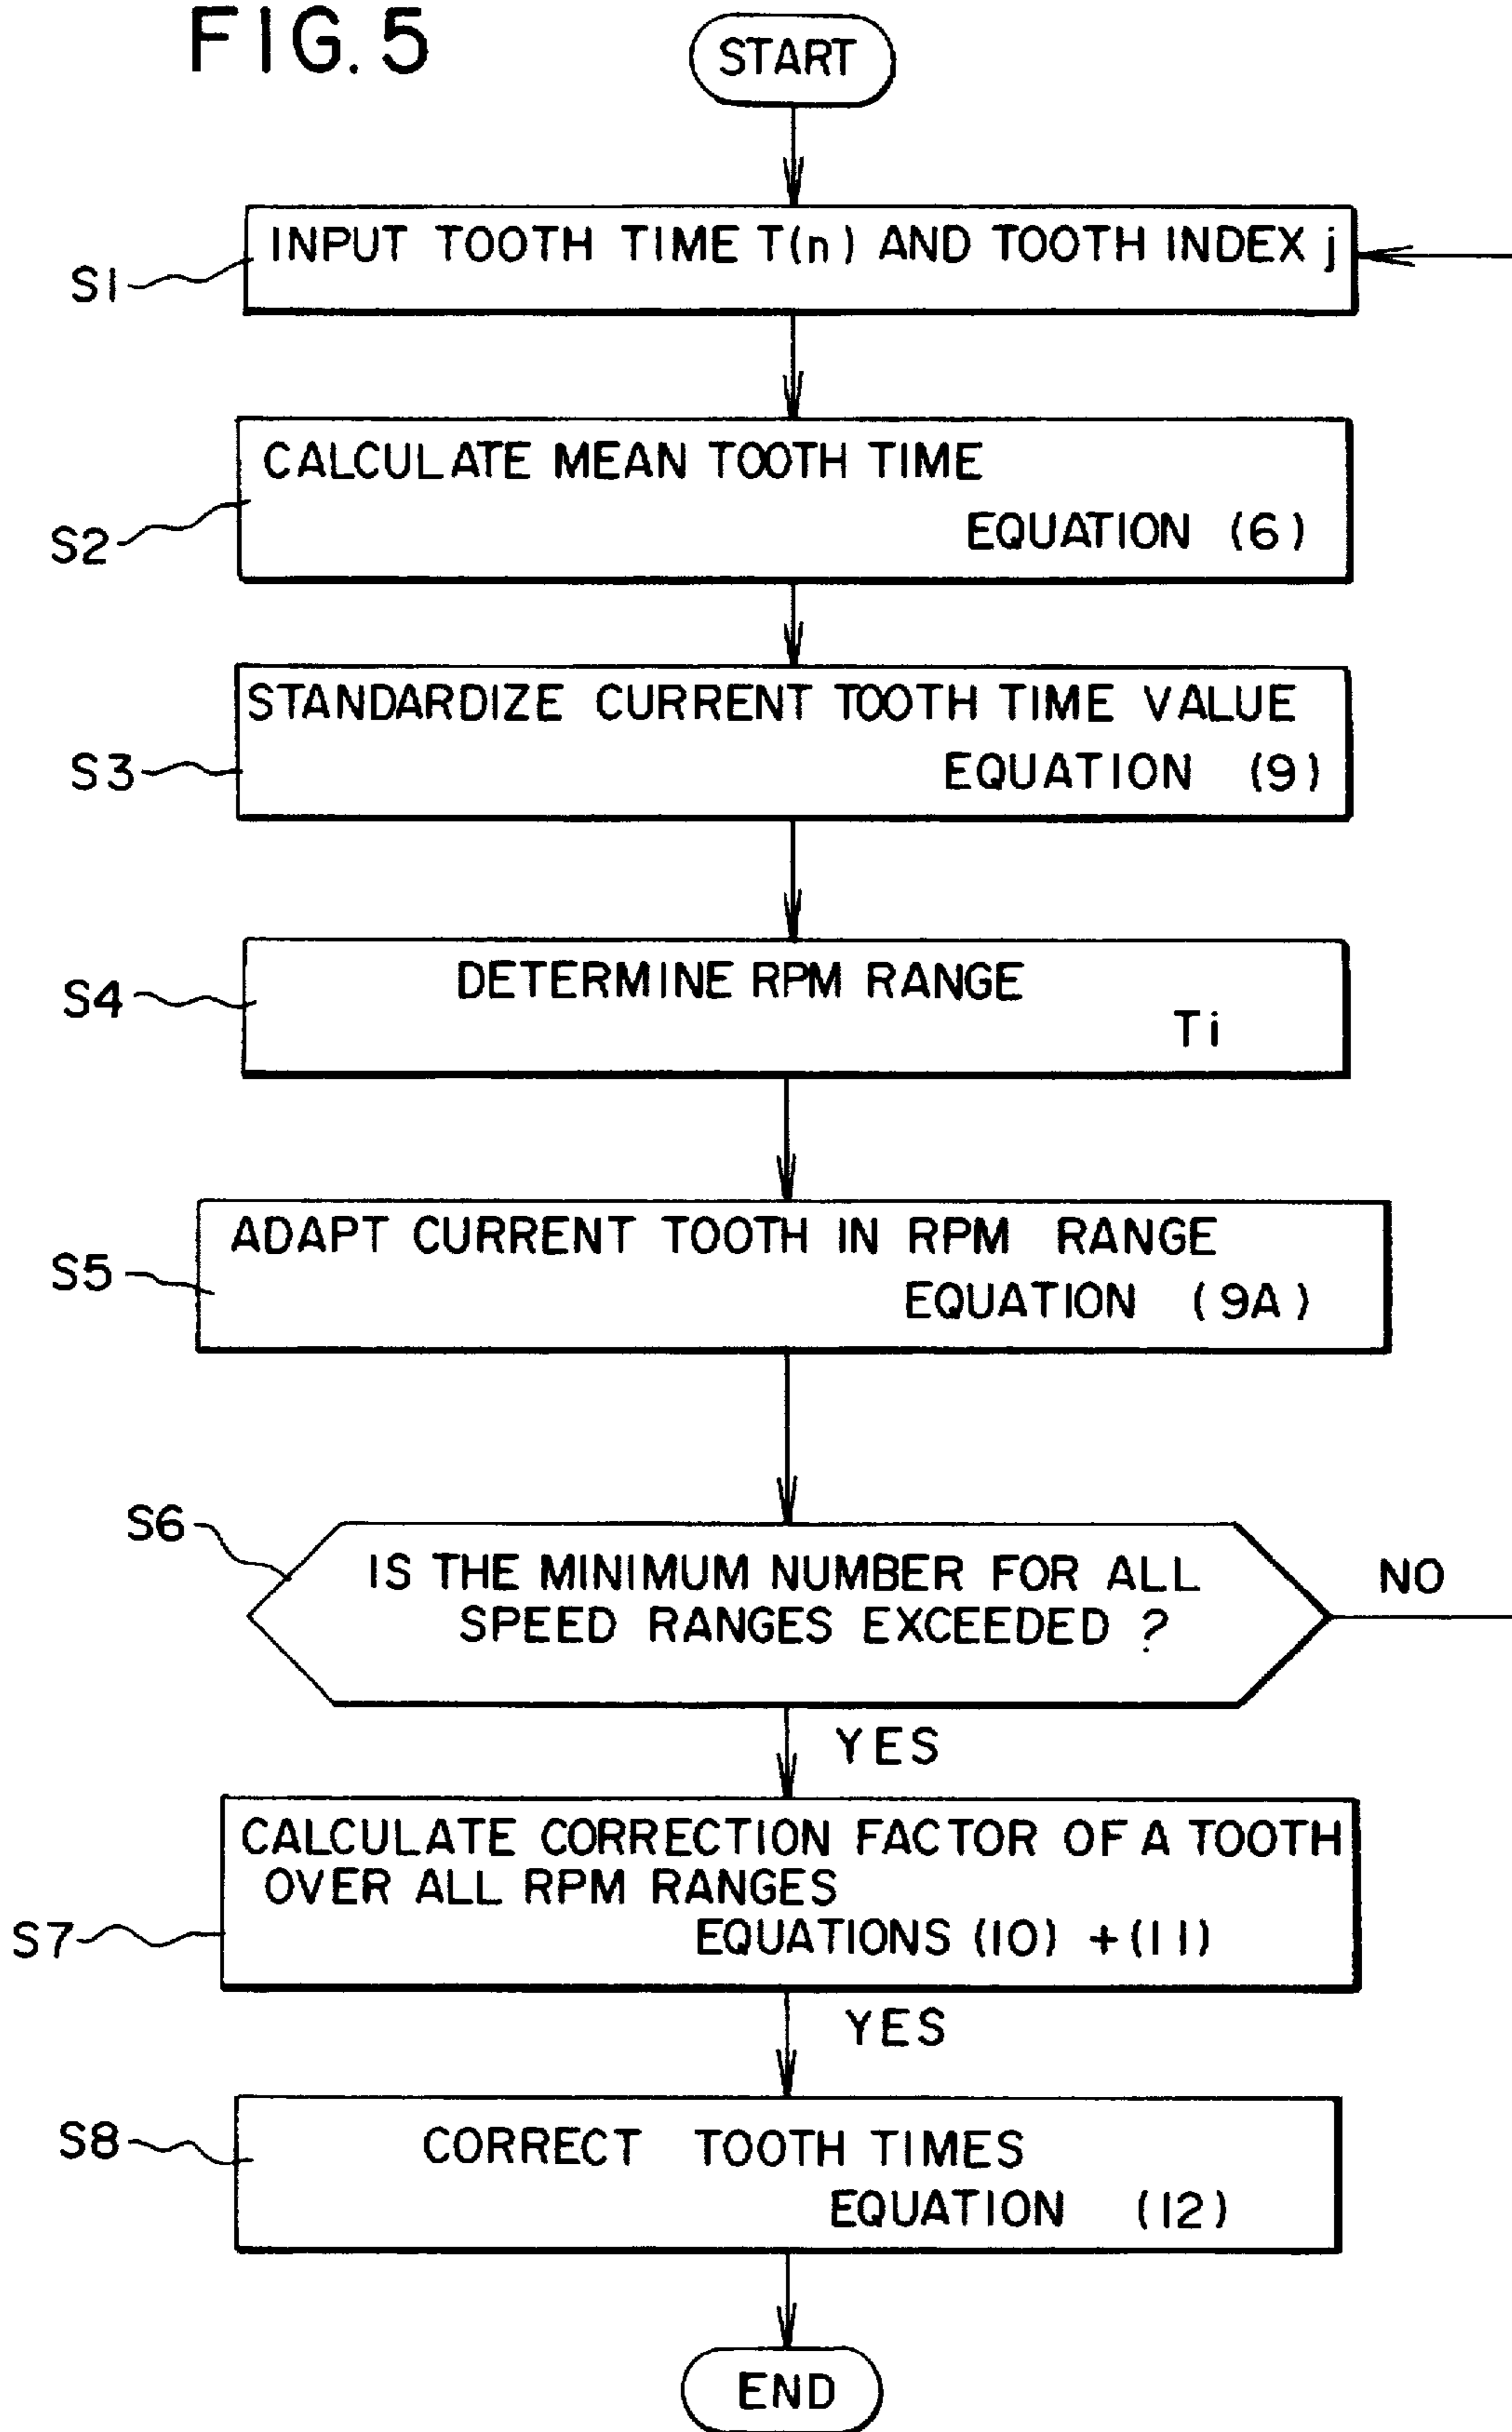 FIG. 5
START
INPUT TOOTH TIME T(n) AND TOOTH INDEX j
S1
CALCULATE MEAN TOOTH TIME
EQUATION (6)
S2
STANDARDIZE CURRENT TOOTH TIME VALUE
EQUATION (9)
S3
DETERMINE RPM RANGE
Ti
S4
ADAPT CURRENT TOOTH IN RPM RANGE
EQUATION (9A)
S5
S6
IS THE MINIMUM NUMBER FOR ALL
SPEED RANGES EXCEEDED ?
NO
YES
CALCULATE CORRECTION FACTOR OF A TOOTH
OVER ALL RPM RANGES
EQUATIONS (10) +(11)
S7
YES
CORRECT TOOTH TIMES
EQUATION (12)
S8
END